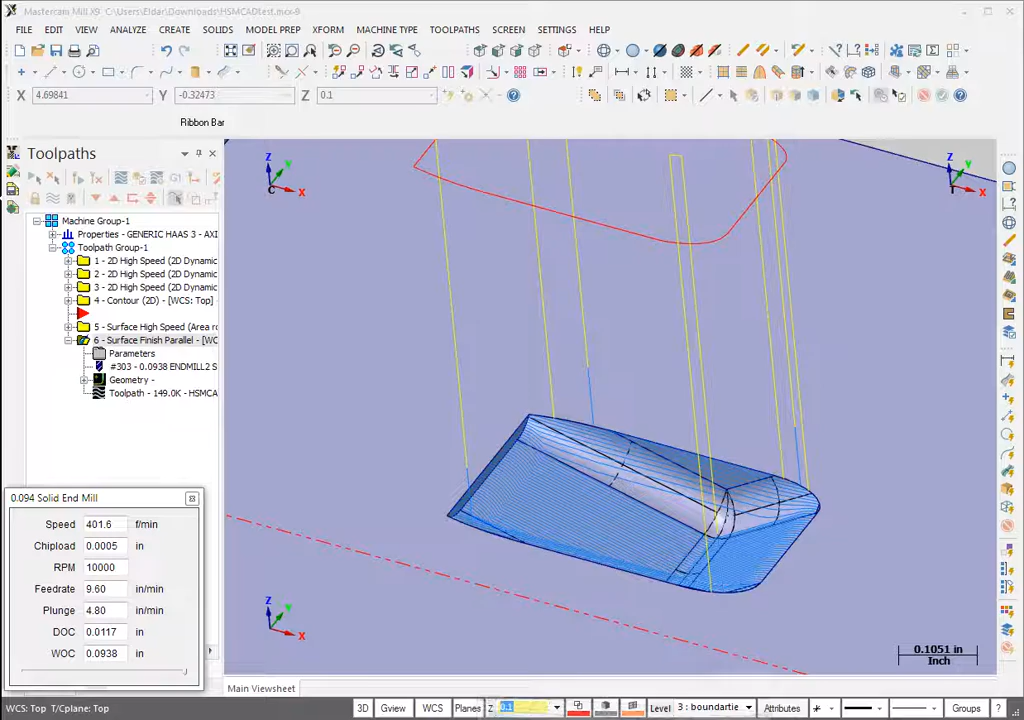 Mastercam Mill X9 C:\Users\Eldar\Downloads\HSMCADtest.mcx-9
FILE EDIT VIEW ANALYZE CREATE SOLIDS MODEL PREP XFORM MACHINE TYPE TOOLPATHS SCREEN SETTINGS HELP
X 4.69841 Y -0.32473 Z 0.1
Ribbon Bar
Toolpaths
Machine Group-1
Properties - GENERIC HAAS 3 - AXI
Toolpath Group-1
1 - 2D High Speed (2D Dynamic
2 - 2D High Speed (2D Dynamic
3 - 2D High Speed (2D Dynamic
4 - Contour (2D) - [WCS: Top]
5 - Surface High Speed (Area ro
6 - Surface Finish Parallel - [WC
Parameters
#303 - 0.0938 ENDMILL2 S
Geometry -
Toolpath - 149.0K - HSMCA
Z Y X C
Z Y X T
Z Y X
0.094 Solid End Mill
Speed 401.6 f/min
Chipload 0.0005 in
RPM 10000
Feedrate 9.60 in/min
Plunge 4.80 in/min
DOC 0.0117 in
WOC 0.0938 in
0.1051 in
Inch
Main Viewsheet
WCS: Top T/Cplane: Top
3D Gview WCS Planes Z 0.1 Level 3 : boundartie Attributes Groups ?